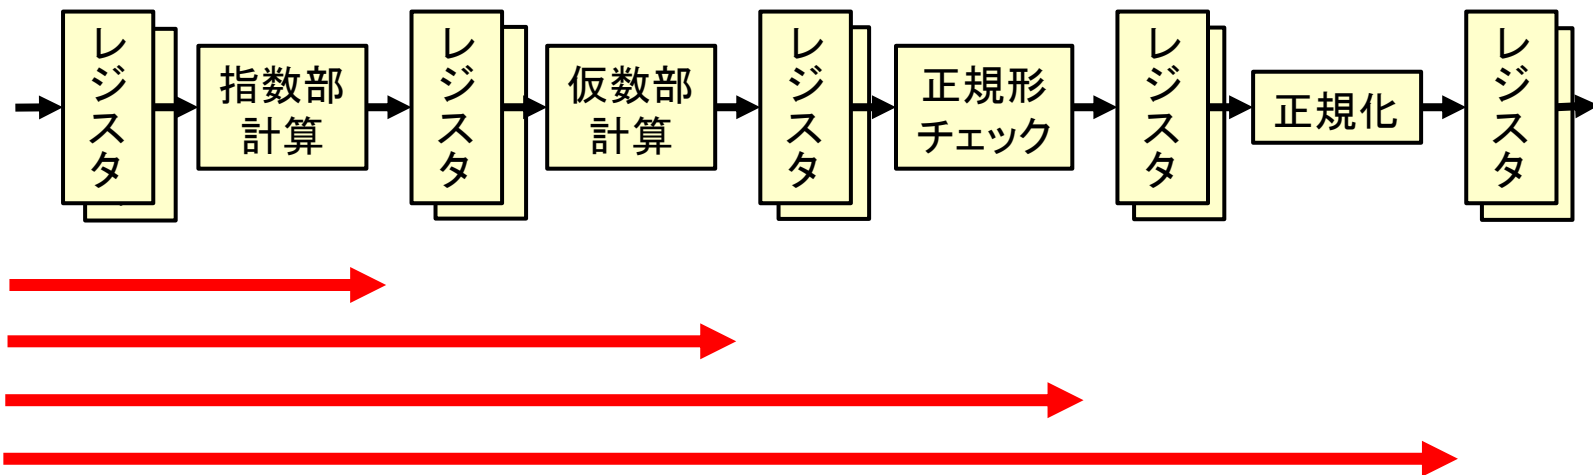 レジスタ
指数部
計算
レジスタ
仮数部
計算
レジスタ
正規形
チェック
レジスタ
正規化
レジスタ